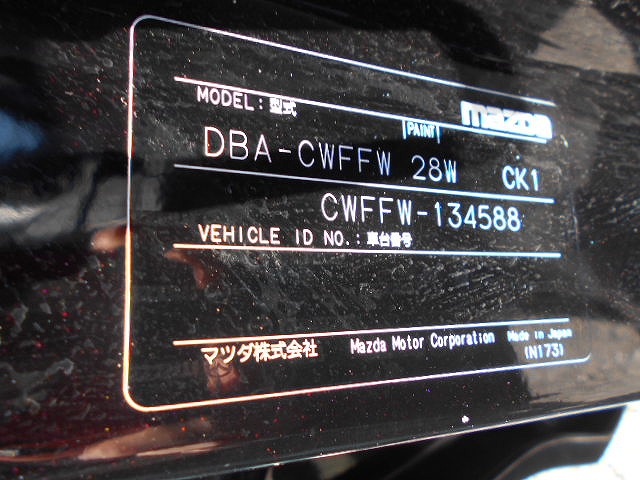 mazda
MODEL：型式
PAINT
DBA-CWFFW 28W CK1
CWFFW-134588
VEHICLE ID NO.：車台番号
マツダ株式会社 Mazda Motor Corporation Made in Japan
(N173)